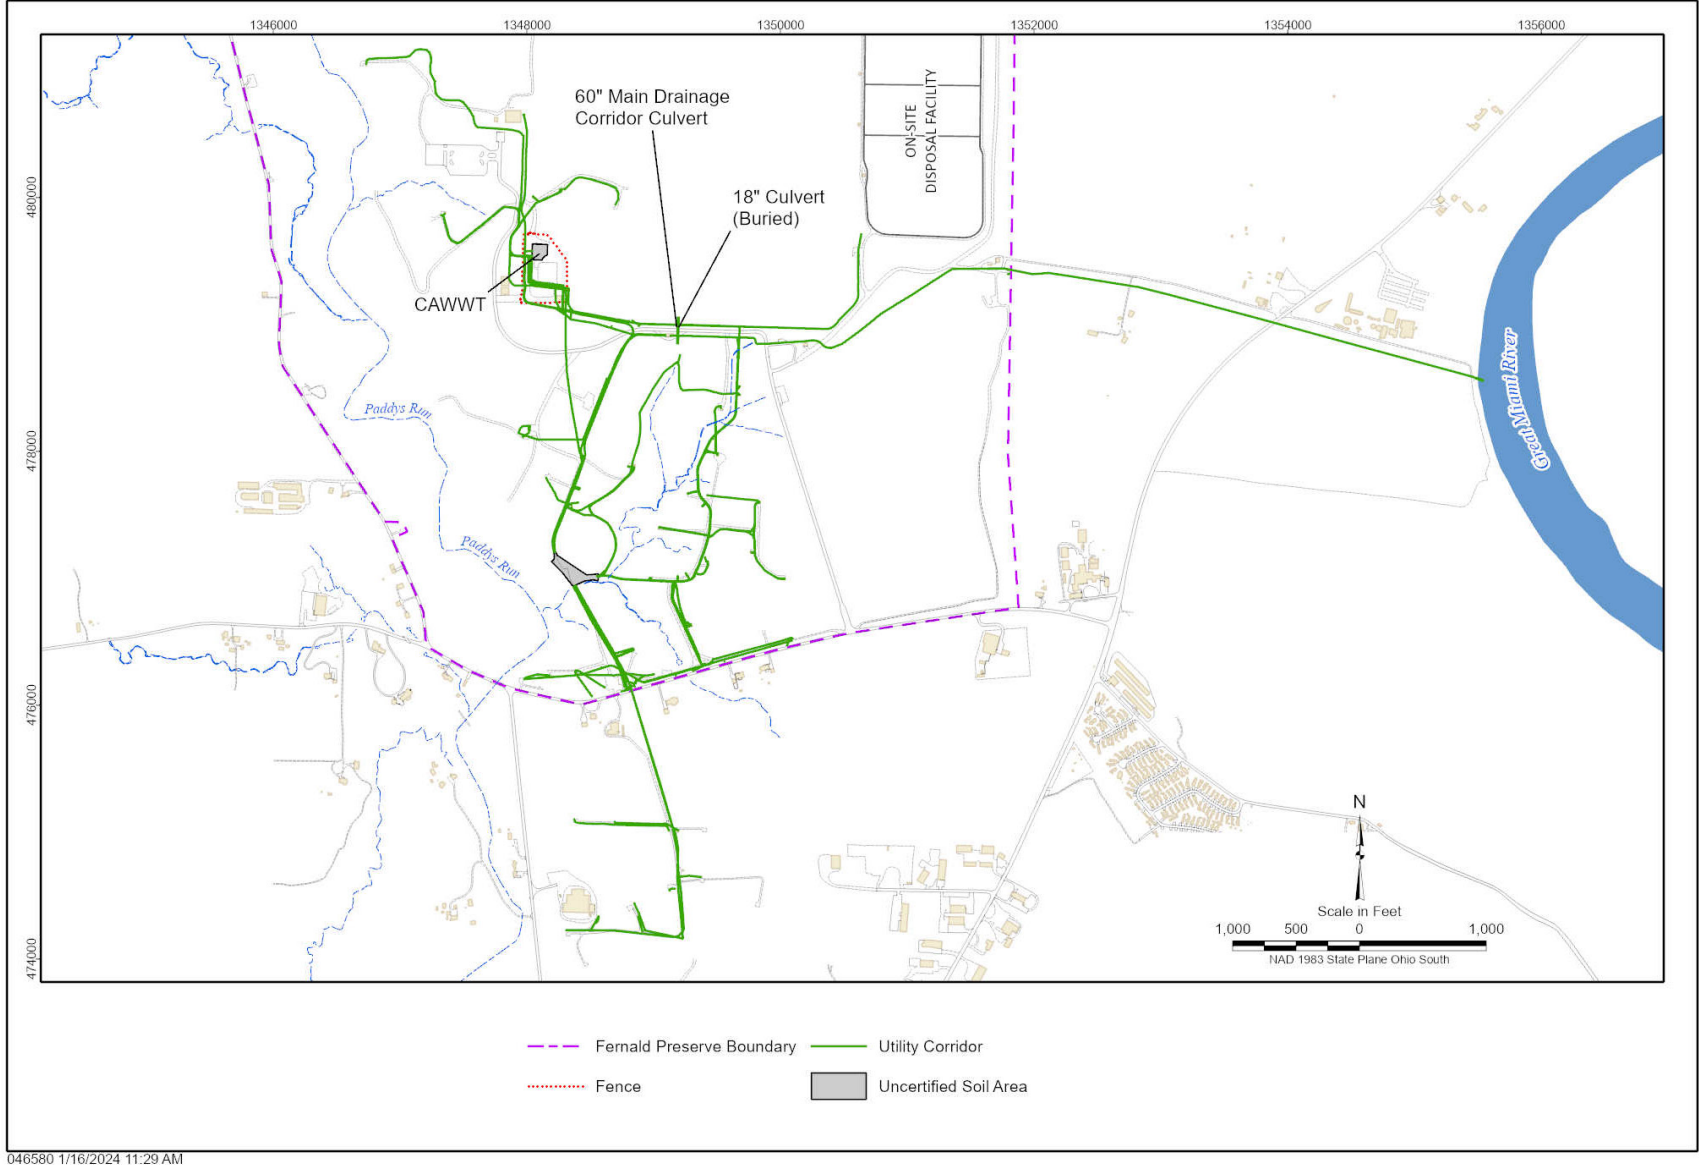 1346000
1348000
1350000
1352000
1354000
1356000
480000
478000
476000
474000
60" Main Drainage
Corridor Culvert
18" Culvert
(Buried)
ON-SITE
DISPOSAL FACILITY
CAWWT
Paddys Run
Paddys Run
Great Miami River
N
Scale in Feet
1,000 500 0 1,000
NAD 1983 State Plane Ohio South
Fernald Preserve Boundary
Utility Corridor
Fence
Uncertified Soil Area
046580 1/16/2024 11:29 AM